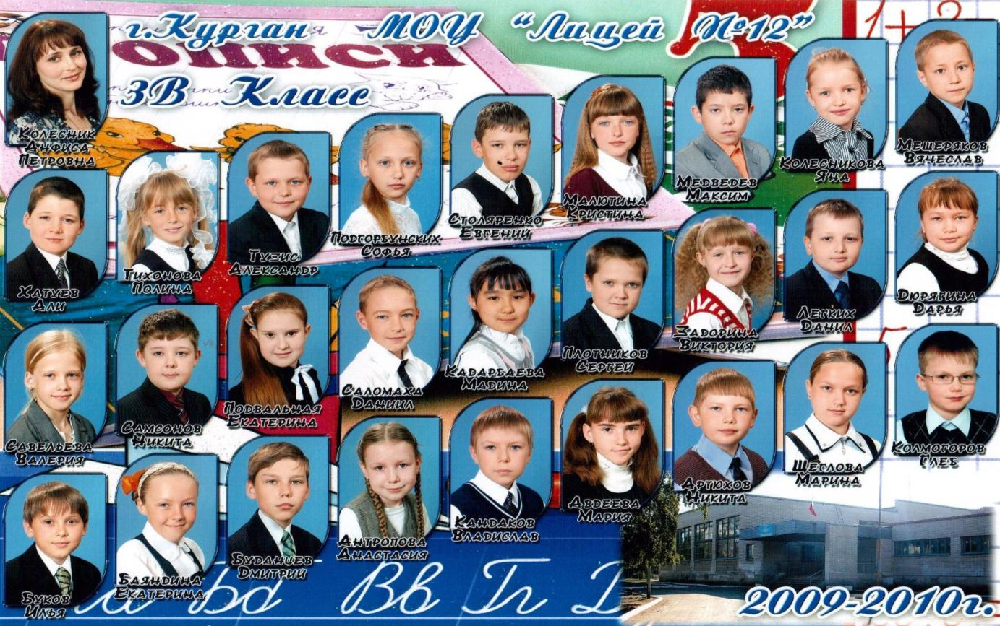 г.Курган МОУ "Лицей №12"
описи
3В Класс
1+2
Колесник
Анфиса
Петровна
Хатуев
Али
Тихонова
Полина
Тузис
Александр
Подгорбунских
Софья
Столяренко
Евгений
Малютина
Кристина
Медведев
Максим
Колесникова
Яна
Мещеряков
Вячеслав
Савельева
Валерия
Самсонов
Никита
Подвальная
Екатерина
Саломаха
Даниил
Кадарбаева
Мадина
Плотников
Сергей
Задорина
Виктория
Легких
Данил
Дюрягина
Дарья
Буков
Илья
Баяндина
Екатерина
Буданцев
Дмитрий
Антропова
Анастасия
Кандаков
Владислав
Авдеева
Мария
Артюхов
Никита
Щеглова
Марина
Колмогоров
Глеб
Вв Гг
2009-2010г.